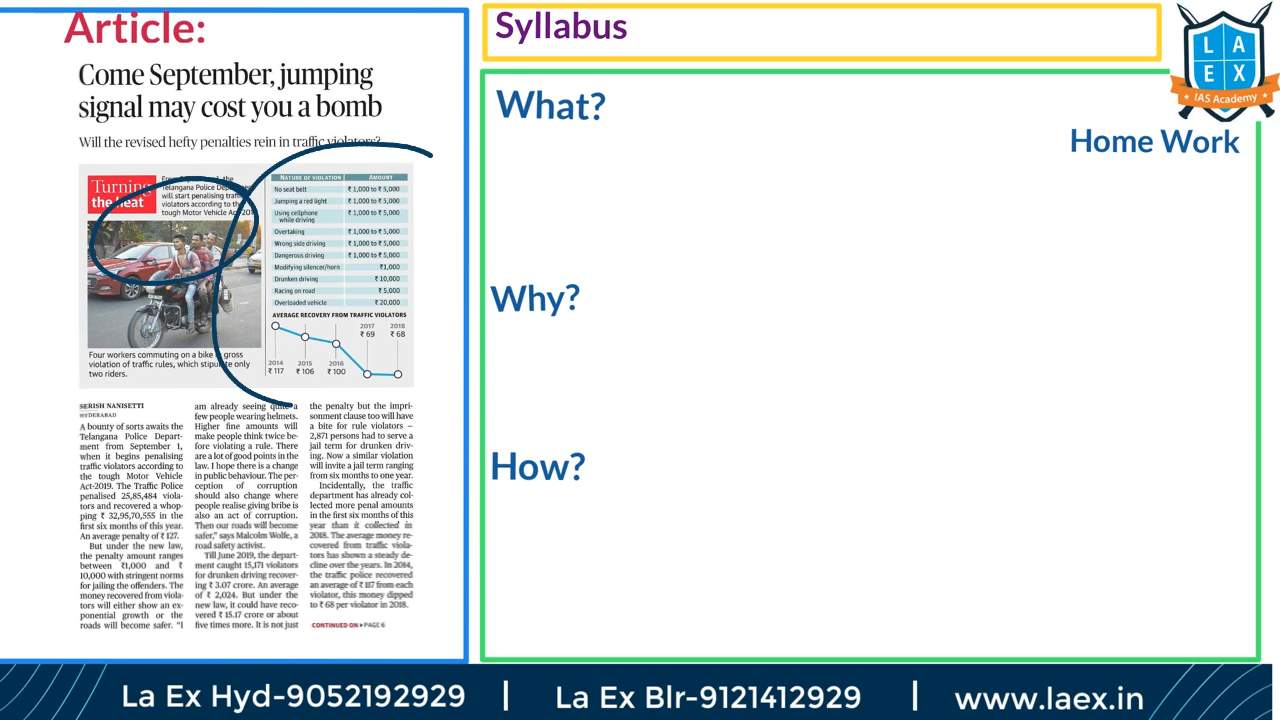 Article:
Come September, jumping
signal may cost you a bomb
Will the revised hefty penalties rein in traffic violators?
Turning
the heat
Telangana Police
will start penalising
violators according to the
tough Motor Vehicle
Four workers commuting on a bike in gross
violation of traffic rules, which stipulate only
two riders.
NATURE OF VIOLATION AMOUNT
No seat belt ₹ 1,000 to ₹ 5,000
Jumping a red light ₹ 1,000 to ₹ 5,000
Using cellphone
while driving ₹ 1,000 to ₹ 5,000
Overtaking ₹ 1,000 to ₹ 5,000
Wrong side driving ₹ 1,000 to ₹ 5,000
Dangerous driving ₹ 1,000 to ₹ 5,000
Modifying silencer/horn ₹1,000
Drunken driving ₹ 10,000
Racing on road ₹ 5,000
Overloaded vehicle ₹ 20,000
AVERAGE RECOVERY FROM TRAFFIC VIOLATORS
2014
₹ 117
2015
₹ 106
2016
₹ 100
2017
₹ 69
2018
₹ 68
SERISH NANISETTI
HYDERABAD
A bounty of sorts awaits the
Telangana Police Depart-
ment from September 1,
when it begins penalising
traffic violators according to
the tough Motor Vehicle
Act-2019. The Traffic Police
penalised 25,85,484 viola-
tors and recovered a whop-
ping ₹ 32,95,70,555 in the
first six months of this year.
An average penalty of ₹ 127.
But under the new law,
the penalty amount ranges
between ₹1,000 and ₹
10,000 with stringent norms
for jailing the offenders. The
money recovered from viola-
tors will either show an ex-
ponential growth or the
roads will become safer. "I
am already seeing quite a
few people wearing helmets.
Higher fine amounts will
make people think twice be-
fore violating a rule. There
are a lot of good points in the
law. I hope there is a change
in public behaviour. The per-
ception of corruption
should also change where
people realise giving bribe is
also an act of corruption.
Then our roads will become
safer," says Malcolm Wolfe, a
road safety activist.
Till June 2019, the depart-
ment caught 15,171 violators
for drunken driving recover-
ing ₹ 3.07 crore. An average
of ₹ 2,024. But under the
new law, it could have reco-
vered ₹ 15.17 crore or about
five times more. It is not just
the penalty but the impri-
sonment clause too will have
a bite for rule violators –
2,871 persons had to serve a
jail term for drunken driv-
ing. Now a similar violation
will invite a jail term ranging
from six months to one year.
Incidentally, the traffic
department has already col-
lected more penal amounts
in the first six months of this
year than it collected in
2018. The average money re-
covered from traffic viola-
tors has shown a steady de-
cline over the years. In 2014,
the traffic police recovered
an average of ₹ 117 from each
violator, this money dipped
to ₹ 68 per violator in 2018.
CONTINUED ON ▸ PAGE 6
Syllabus
What?
Home Work
Why?
How?
L A
E X
IAS Academy
La Ex Hyd-9052192929 | La Ex Blr-9121412929 | www.laex.in